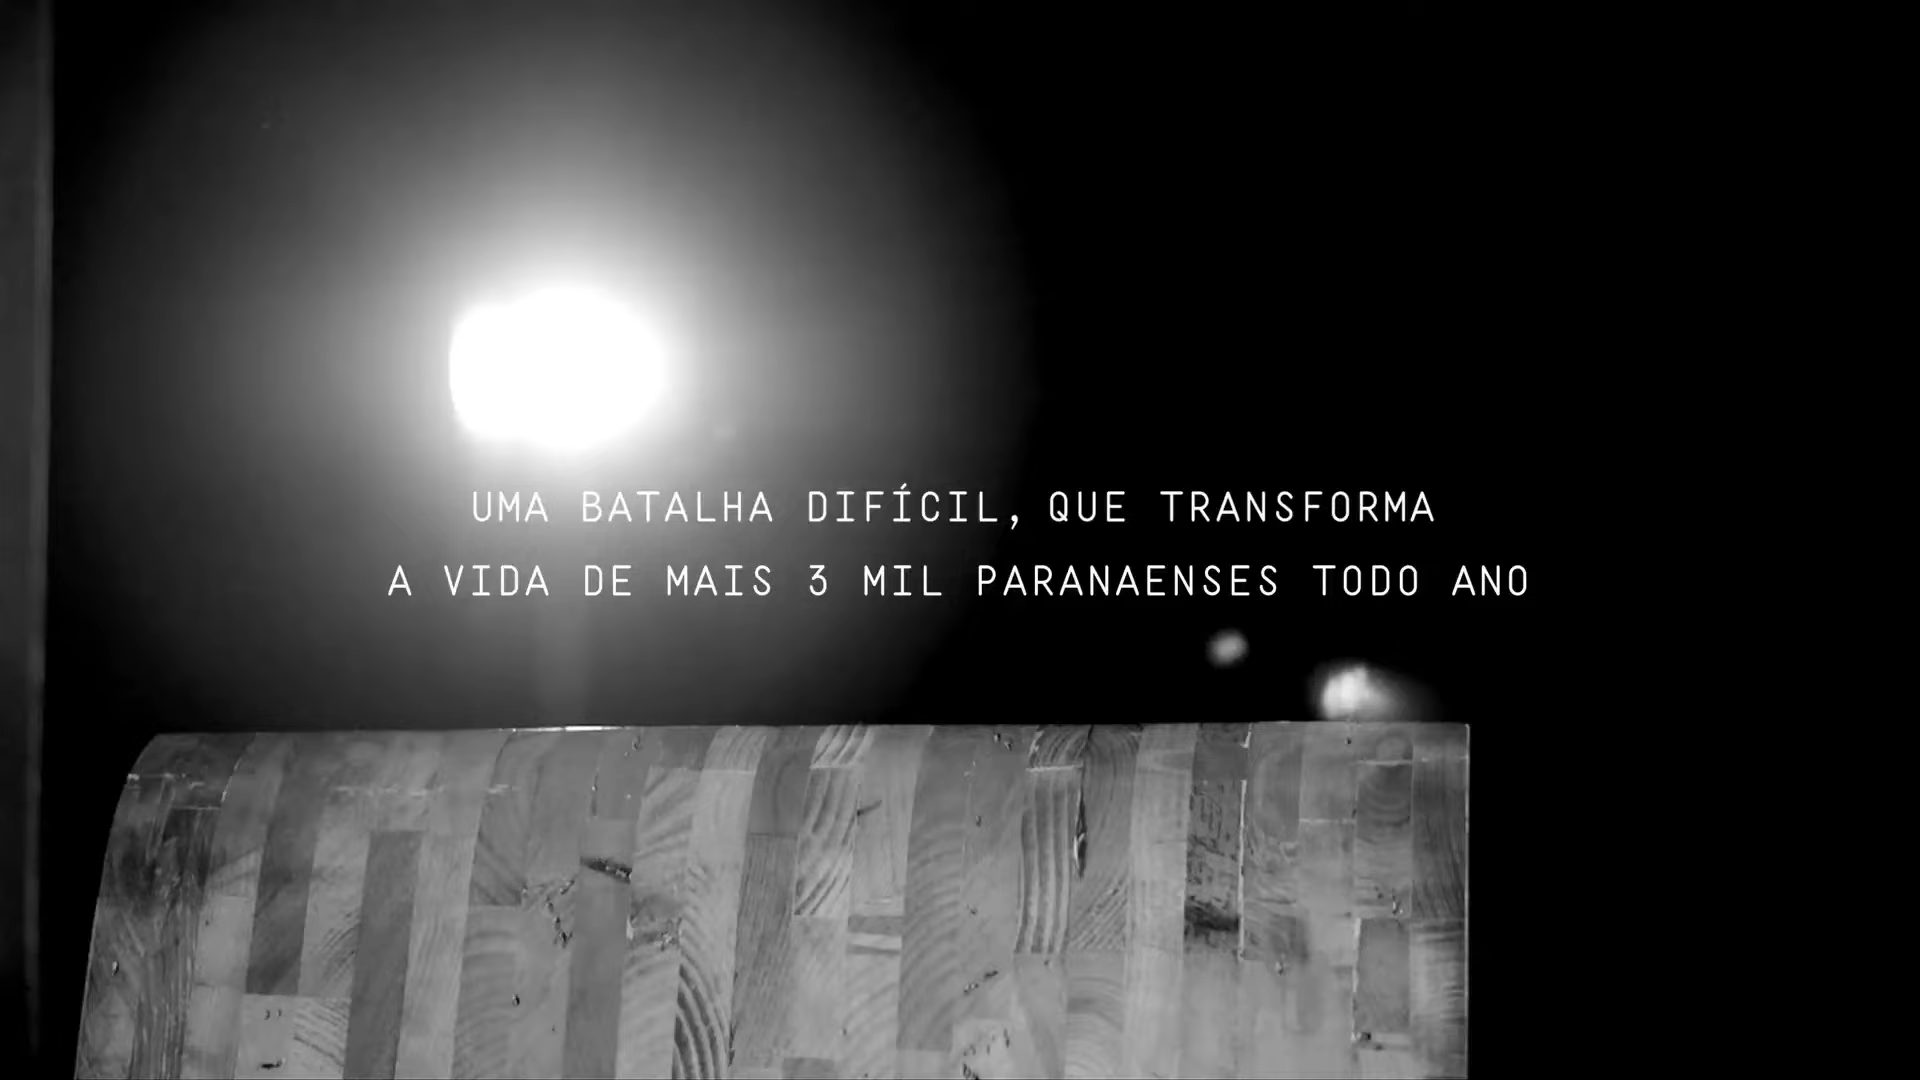 UMA BATALHA DIFÍCIL, QUE TRANSFORMA
A VIDA DE MAIS 3 MIL PARANAENSES TODO ANO